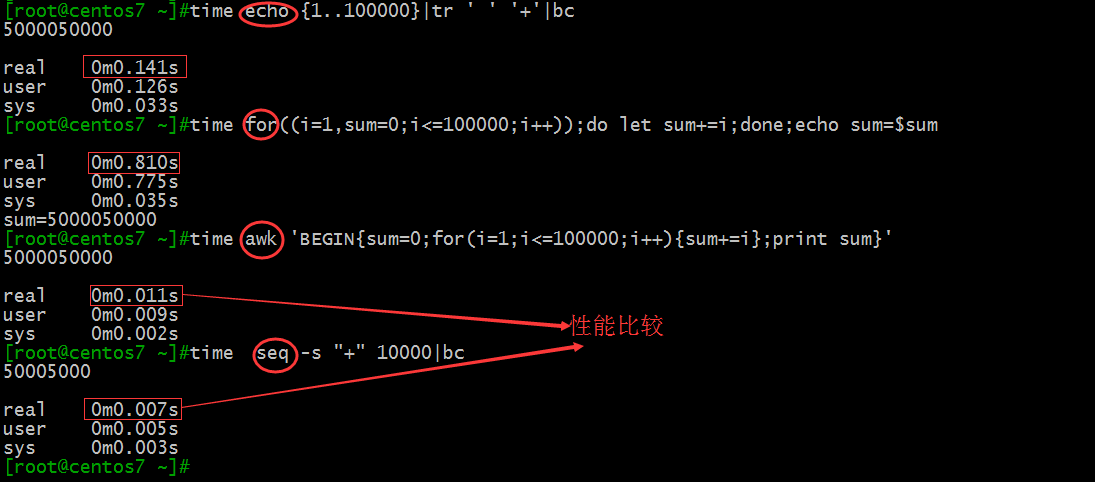 [root@centos7 ~]#time echo {1..100000}|tr ' ' '+'|bc
5000050000
real 0m0.141s
user 0m0.126s
sys 0m0.033s
[root@centos7 ~]#time for((i=1,sum=0;i<=100000;i++));do let sum+=i;done;echo sum=$sum
real 0m0.810s
user 0m0.775s
sys 0m0.035s
sum=5000050000
[root@centos7 ~]#time awk 'BEGIN{sum=0;for(i=1;i<=100000;i++){sum+=i};print sum}'
5000050000
real 0m0.011s
user 0m0.009s
性能比较
sys 0m0.002s
[root@centos7 ~]#time  seq -s "+" 10000|bc
50005000
real 0m0.007s
user 0m0.005s
sys 0m0.003s
[root@centos7 ~]#